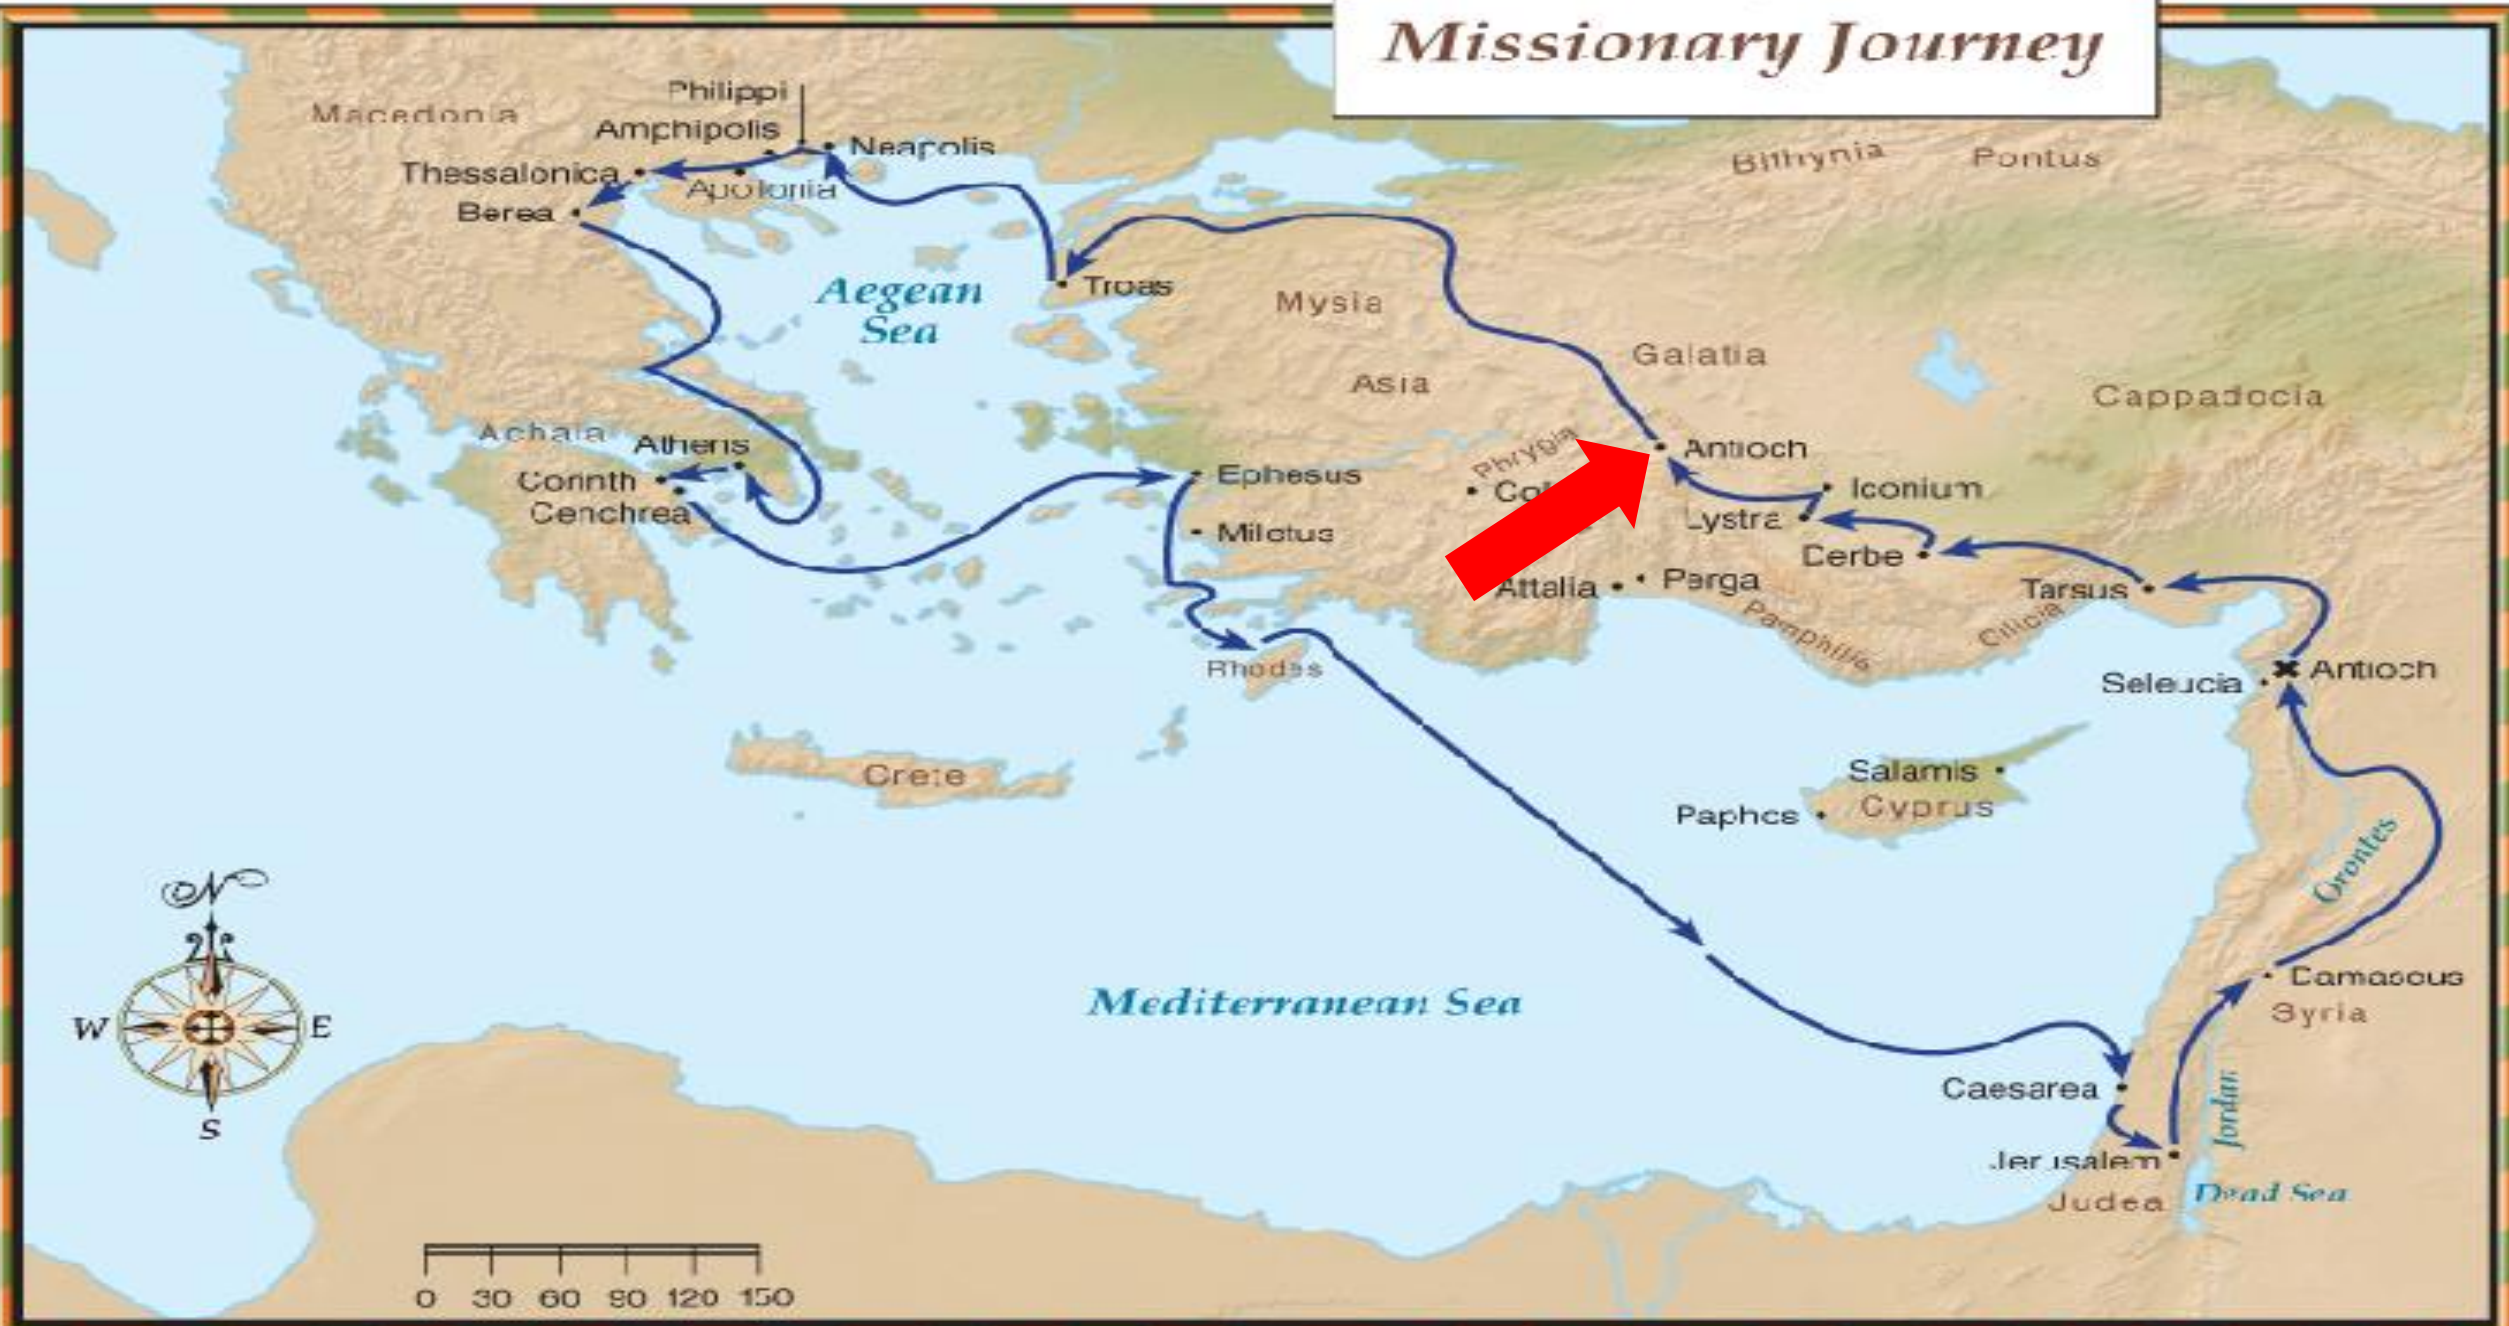 Missionary Journey
Philippi
Macedonia
Amphipolis
Neapolis
Bithynia
Pontus
Thessalonica
Apollonia
Berea
Aegean
Sea
Troas
Mysia
Galatia
Asia
Cappadocia
Achaia
Athens
Phrygia
Antioch
Corinth
Ephesus
Iconium
Cenchrea
Lystra
Miletus
Derbe
Attalia
Perga
Tarsus
Pamphilia
Cilicia
Rhodes
Seleucia
Antioch
Crete
Salamis
Cyprus
Paphos
Orontes
N
W
E
S
Mediterranean Sea
Damascus
Syria
Caesarea
Jordan
Jerusalem
Judea
Dead Sea
0 30 60 90 120 150